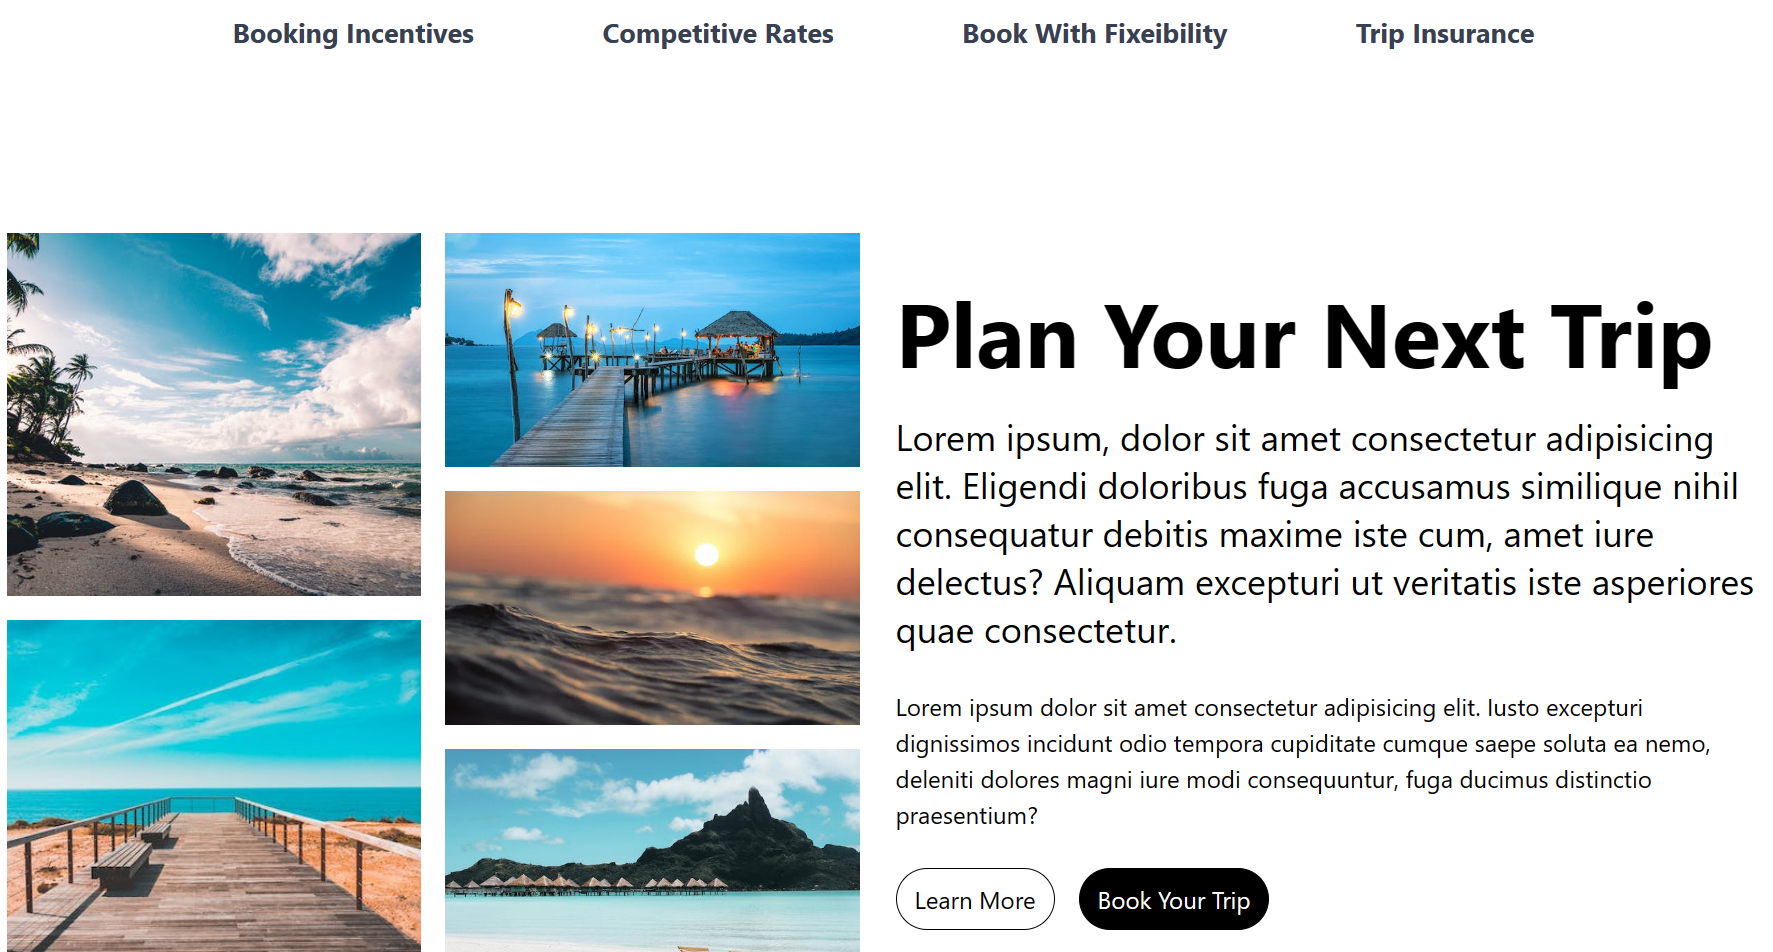 Booking Incentives
Competitive Rates
Book With Fixeibility
Trip Insurance
Plan Your Next Trip
Lorem ipsum, dolor sit amet consectetur adipisicing
elit. Eligendi doloribus fuga accusamus similique nihil
consequatur debitis maxime iste cum, amet iure
delectus? Aliquam excepturi ut veritatis iste asperiores
quae consectetur.
Lorem ipsum dolor sit amet consectetur adipisicing elit. Iusto excepturi
dignissimos incidunt odio tempora cupiditate cumque saepe soluta ea nemo,
deleniti dolores magni iure modi consequuntur, fuga ducimus distinctio
praesentium?
Learn More
Book Your Trip